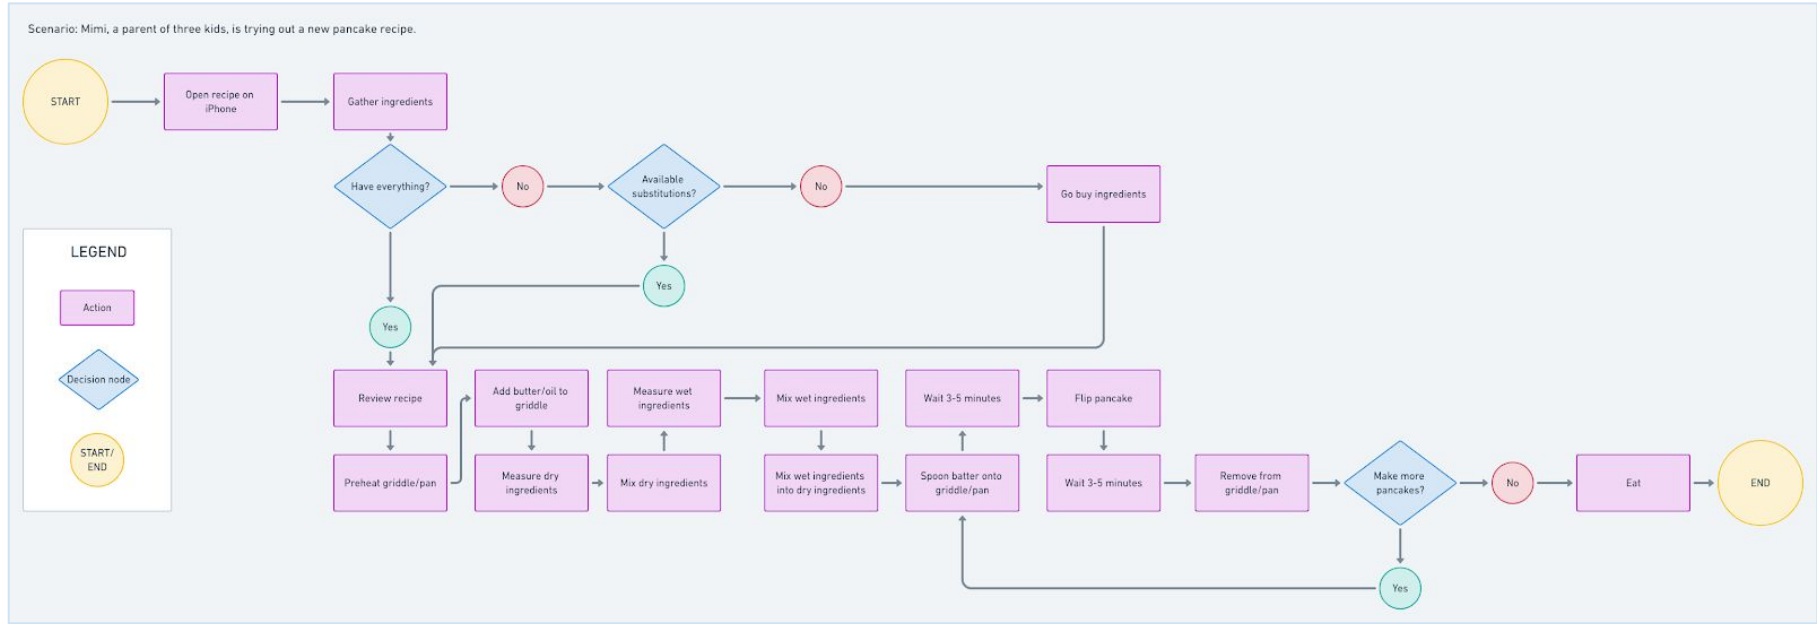 Scenario: Mimi, a parent of three kids, is trying out a new pancake recipe.
START
Open recipe on
iPhone
Gather ingredients
Have everything?
No
Available
substitutions?
No
Go buy ingredients
Yes
Yes
LEGEND
Action
Decision node
START/
END
Review recipe
Preheat griddle/pan
Add butter/oil to
griddle
Measure dry
ingredients
Mix dry ingredients
Measure wet
ingredients
Mix wet ingredients
Mix wet ingredients
into dry ingredients
Spoon batter onto
griddle/pan
Wait 3-5 minutes
Flip pancake
Wait 3-5 minutes
Remove from
griddle/pan
Make more
pancakes?
No
Eat
END
Yes